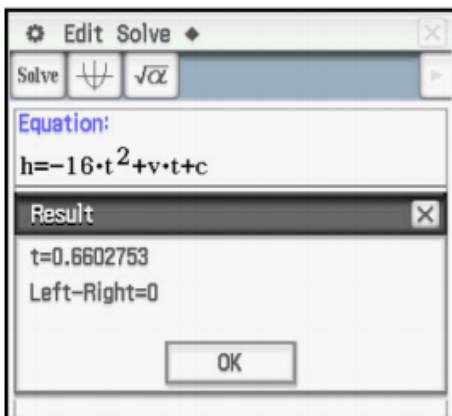 Edit Solve
Solve √α
Equation:
h=-16·t²+v·t+c
Result
t=0.6602753
Left-Right=0
OK